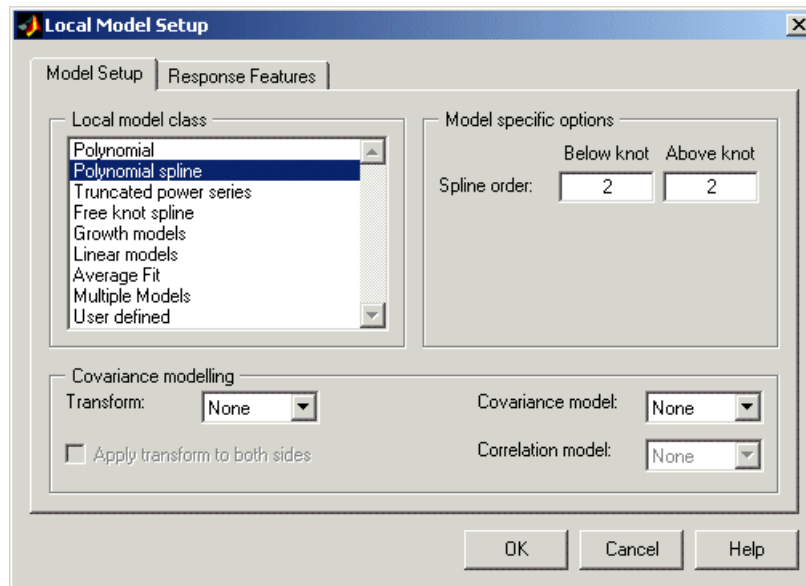 Local Model Setup
Model Setup
Response Features
Local model class
Polynomial
Polynomial spline
Truncated power series
Free knot spline
Growth models
Linear models
Average Fit
Multiple Models
User defined
Model specific options
Below knot Above knot
Spline order: 2 2
Covariance modelling
Transform: None
Covariance model: None
Apply transform to both sides
Correlation model: None
OK Cancel Help